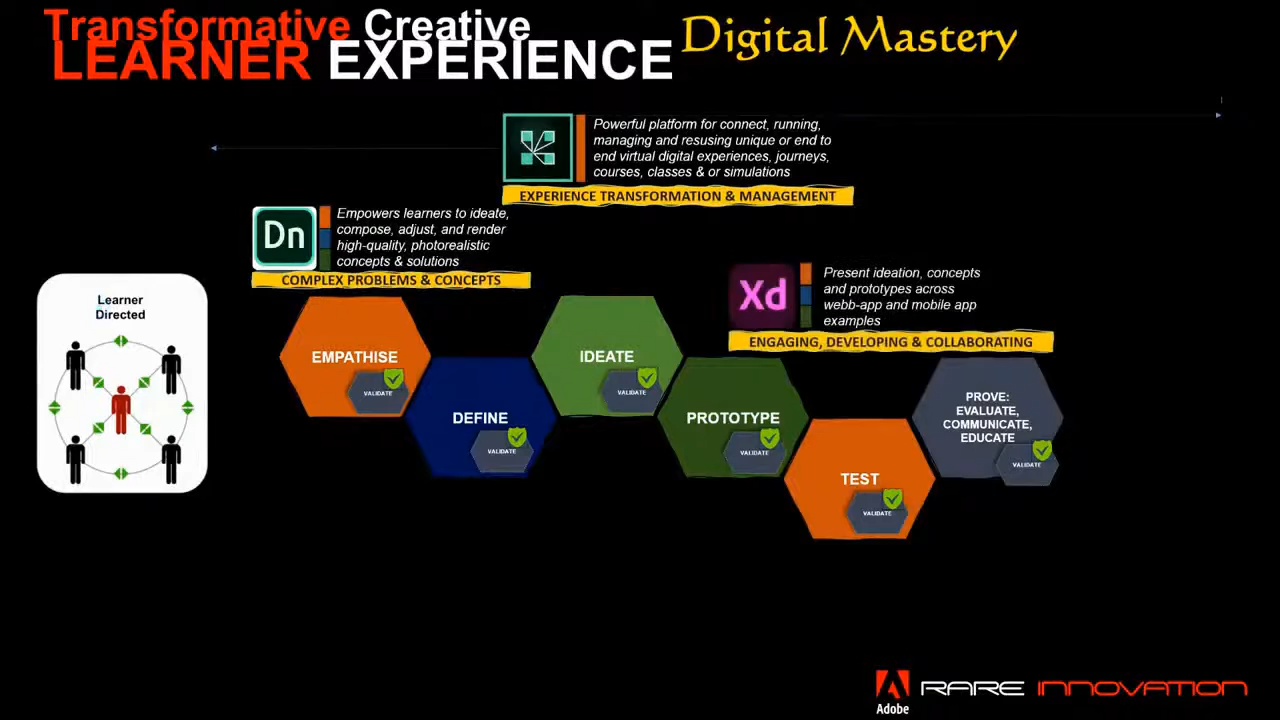 Transformative Creative
LEARNER EXPERIENCE
Digital Mastery
Powerful platform for connect, running,
managing and resusing unique or end to
end virtual digital experiences, journeys,
courses, classes & or simulations
EXPERIENCE TRANSFORMATION & MANAGEMENT
Dn
Empowers learners to ideate,
compose, adjust, and render
high-quality, photorealistic
concepts & solutions
COMPLEX PROBLEMS & CONCEPTS
Xd
Present ideation, concepts
and prototypes across
webb-app and mobile app
examples
ENGAGING, DEVELOPING & COLLABORATING
Learner
Directed
EMPATHISE
VALIDATE
DEFINE
VALIDATE
IDEATE
VALIDATE
PROTOTYPE
VALIDATE
TEST
VALIDATE
PROVE:
EVALUATE,
COMMUNICATE,
EDUCATE
VALIDATE
Adobe
RARE INNOVATION